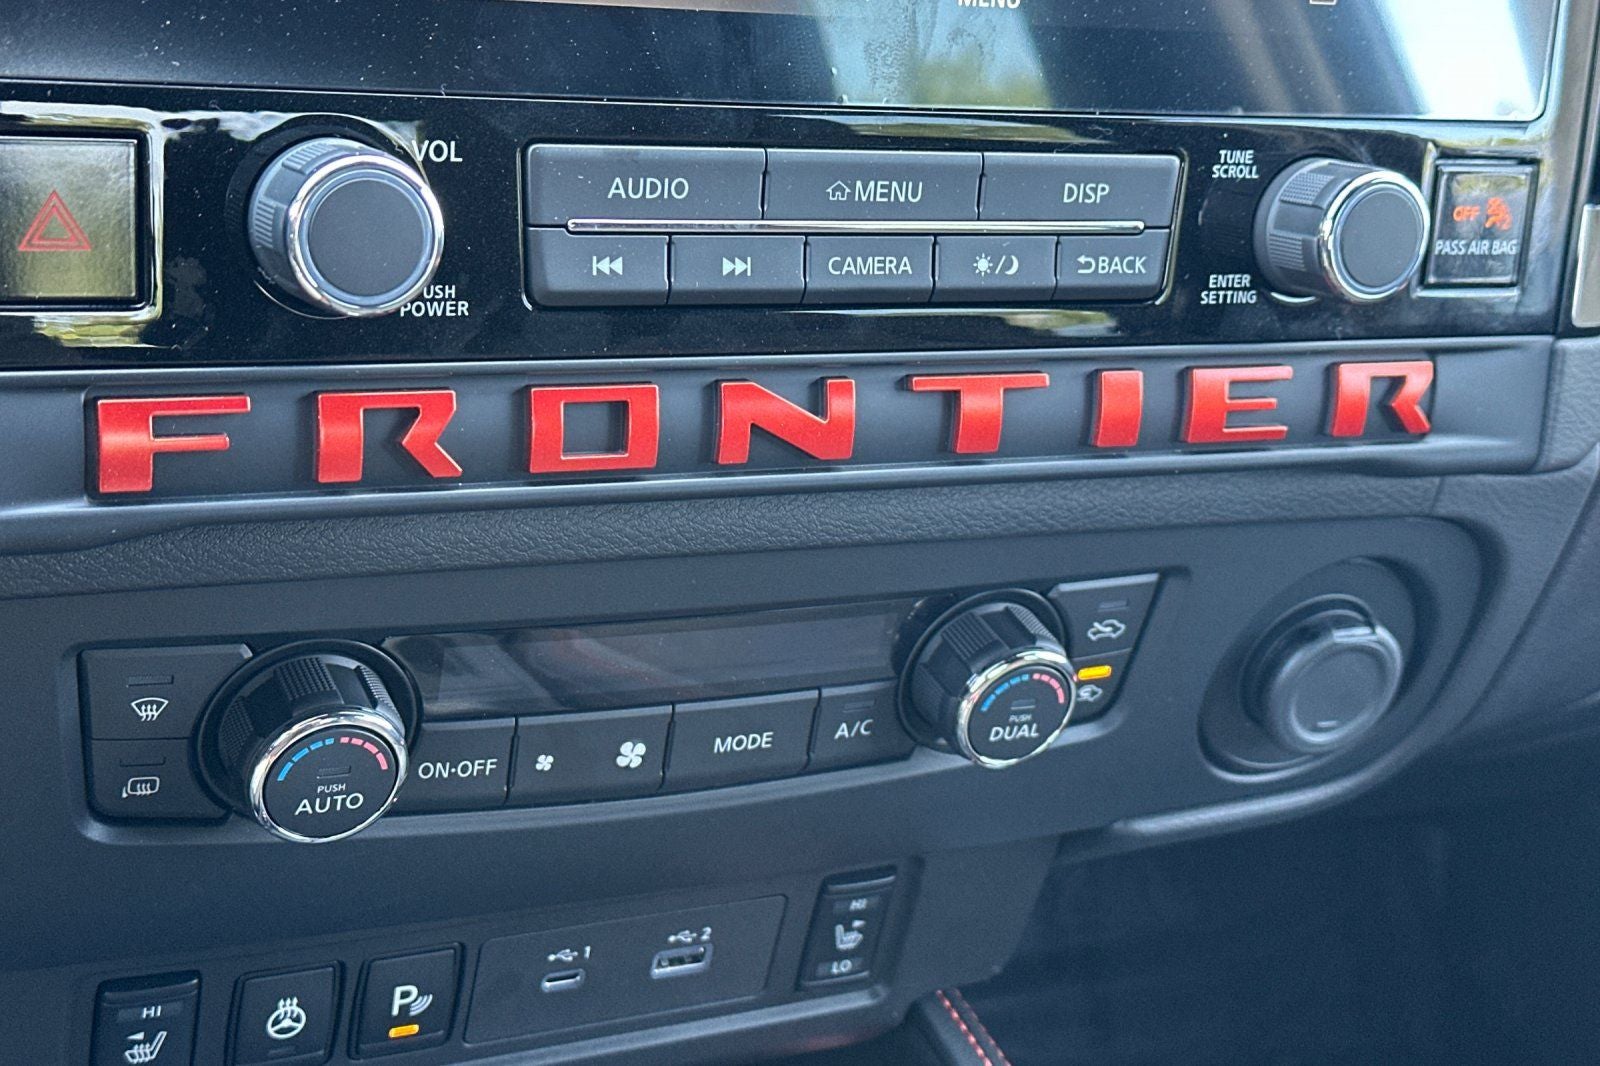 MENU
VOL
PUSH
POWER
AUDIO
MENU
DISP
CAMERA
BACK
TUNE
SCROLL
ENTER
SETTING
OFF
PASS AIR BAG
FRONTIER
PUSH
AUTO
ON•OFF
MODE
A/C
PUSH
DUAL
HI
P
1
2
HI
LO